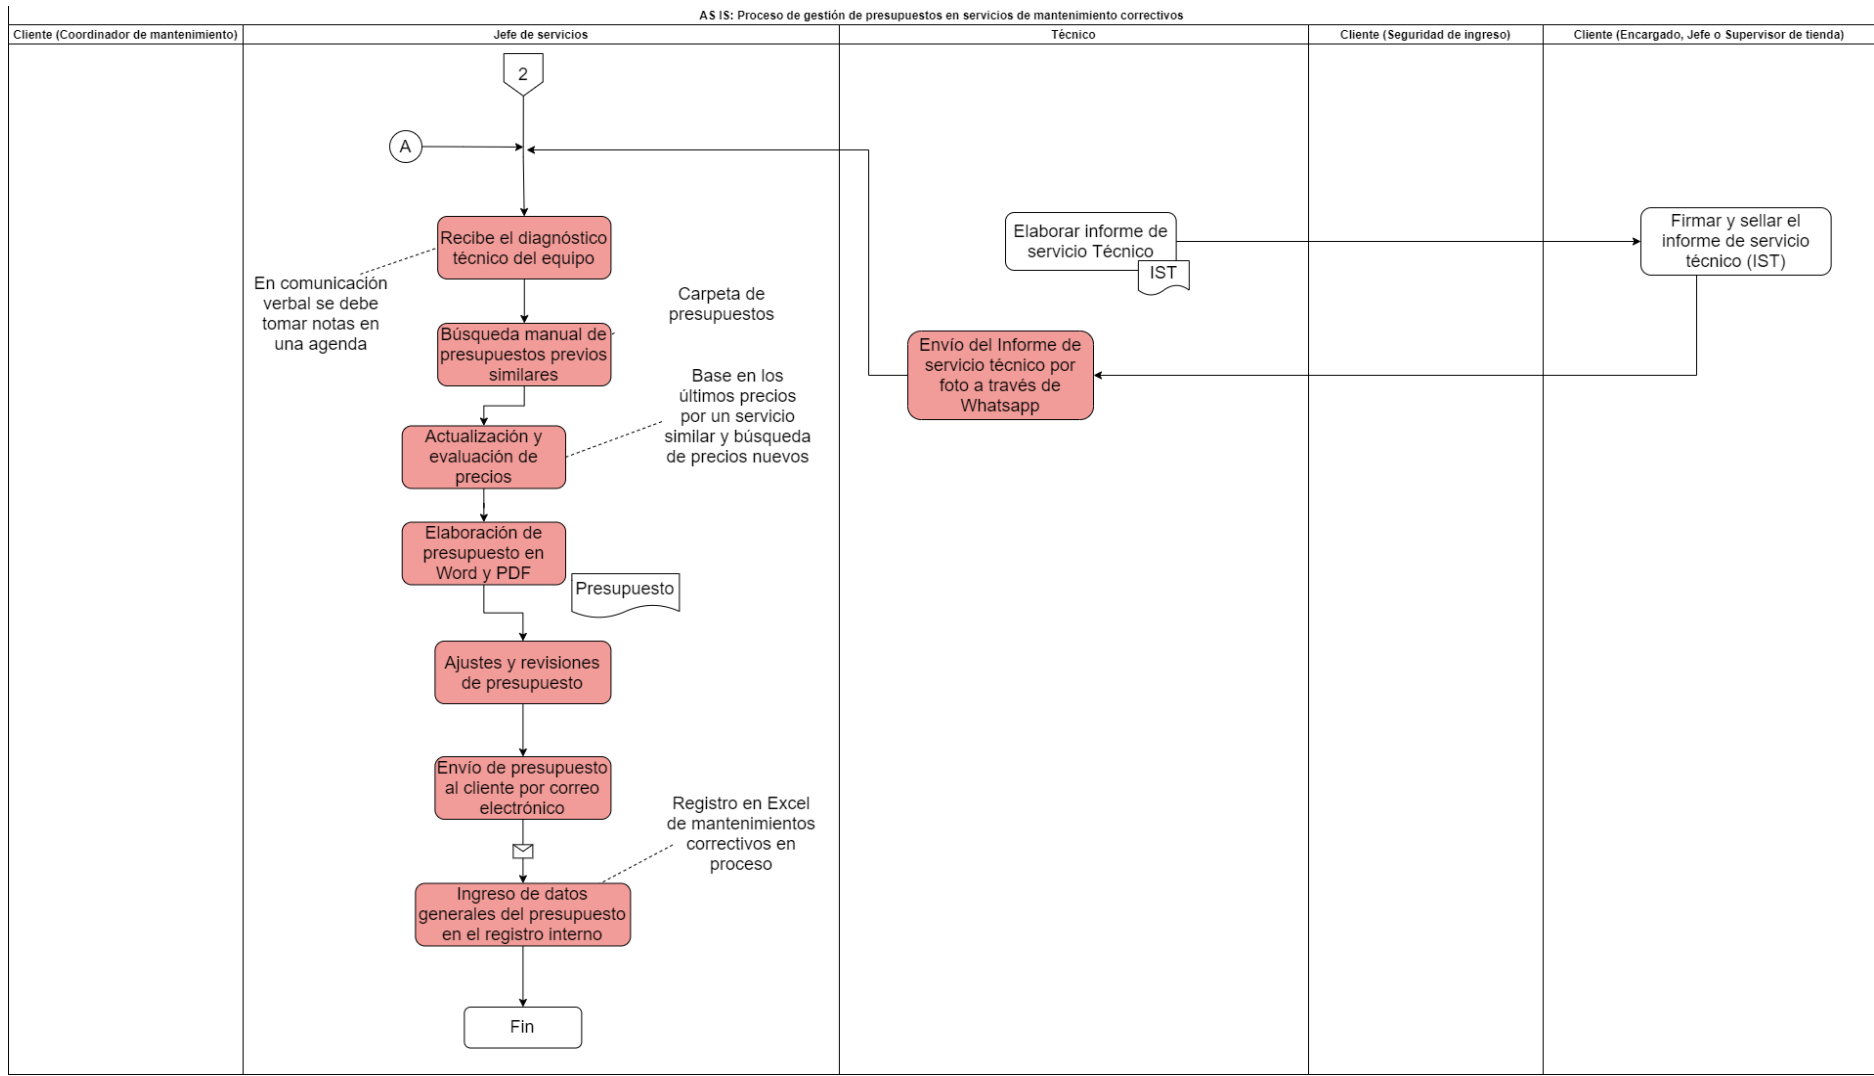 AS IS: Proceso de gestión de presupuestos en servicios de mantenimiento correctivos
Cliente (Coordinador de mantenimiento)
Jefe de servicios
Técnico
Cliente (Seguridad de ingreso)
Cliente (Encargado, Jefe o Supervisor de tienda)
2
A
Recibe el diagnóstico
técnico del equipo
En comunicación
verbal se debe
tomar notas en
una agenda
Búsqueda manual de
presupuestos previos
similares
Carpeta de
presupuestos
Actualización y
evaluación de
precios
Base en los
últimos precios
por un servicio
similar y búsqueda
de precios nuevos
Elaboración de
presupuesto en
Word y PDF
Presupuesto
Ajustes y revisiones
de presupuesto
Envío de presupuesto
al cliente por correo
electrónico
Registro en Excel
de mantenimientos
correctivos en
proceso
Ingreso de datos
generales del presupuesto
en el registro interno
Fin
Elaborar informe de
servicio Técnico
IST
Envío del Informe de
servicio técnico por
foto a través de
Whatsapp
Firmar y sellar el
informe de servicio
técnico (IST)